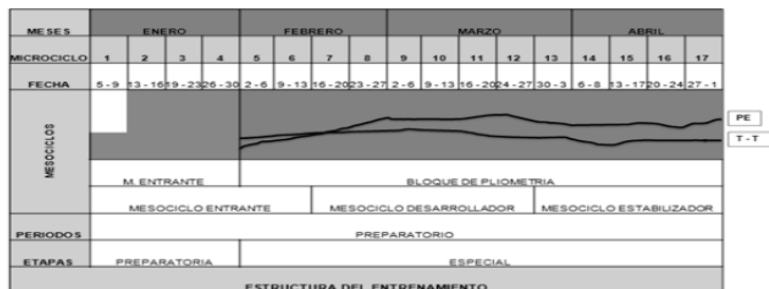 MESES ENERO FEBRERO MARZO ABRIL
MICROCICLO 1 2 3 4 5 6 7 8 9 10 11 12 13 14 15 16 17
FECHA 5 - 9 13 - 16 19 - 23 26 - 30 2 - 6 9 - 13 16 - 20 23 - 27 2 - 6 9 - 13 16 - 20 24 - 27 30 - 3 6 - 8 13 - 17 20 - 24 27 - 1
MESOCICLOS
PE
T - T
M. ENTRANTE BLOQUE DE PLIOMETRIA
MESOCICLO ENTRANTE MESOCICLO DESARROLLADOR MESOCICLO ESTABILIZADOR
PERIODOS PREPARATORIO
ETAPAS PREPARATORIA ESPECIAL
ESTRUCTURA DEL ENTRENAMIENTO